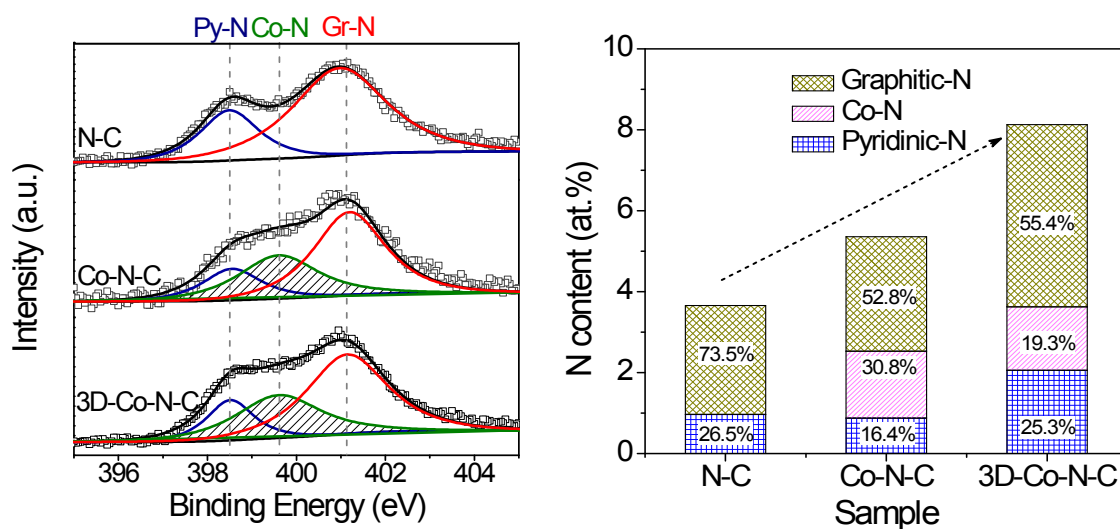 Py-N Co-N Gr-N
N-C
Co-N-C
3D-Co-N-C
Intensity (a.u.)
396 398 400 402 404
Binding Energy (eV)
10
8
6
4
2
0
N content (at.%)
Graphitic-N
Co-N
Pyridinic-N
73.5%
26.5%
52.8%
30.8%
16.4%
55.4%
19.3%
25.3%
N-C Co-N-C 3D-Co-N-C
Sample